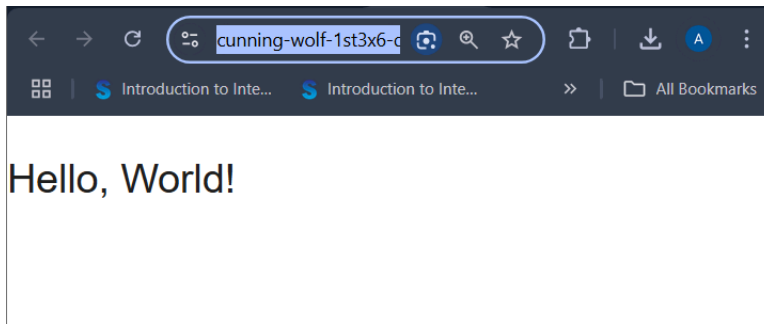 cunning-wolf-1st3x6-
A
Introduction to Inte... Introduction to Inte... All Bookmarks
Hello, World!